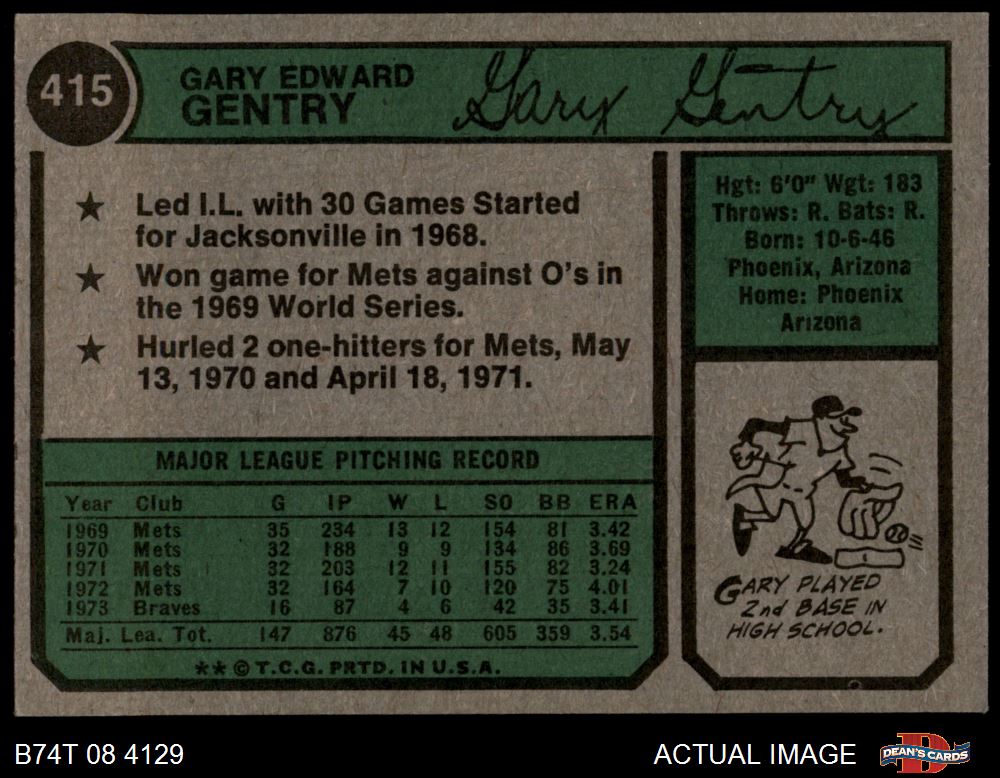 415
GARY EDWARD
GENTRY
Gary Gentry
★ Led I.L. with 30 Games Started
for Jacksonville in 1968.
★ Won game for Mets against O's in
the 1969 World Series.
★ Hurled 2 one-hitters for Mets, May
13, 1970 and April 18, 1971.
Hgt: 6'0" Wgt: 183
Throws: R. Bats: R.
Born: 10-6-46
Phoenix, Arizona
Home: Phoenix
Arizona
MAJOR LEAGUE PITCHING RECORD
Year Club G IP W L SO BB ERA
1969 Mets 35 234 13 12 154 81 3.42
1970 Mets 32 188 9 9 134 86 3.69
1971 Mets 32 203 12 11 155 82 3.24
1972 Mets 32 164 7 10 120 75 4.01
1973 Braves 16 87 4 6 42 35 3.41
Maj. Lea. Tot. 147 876 45 48 605 359 3.54
★★ © T.C.G. PRTD. IN U.S.A.
GARY PLAYED
2nd BASE IN
HIGH SCHOOL.
B74T 08 4129
ACTUAL IMAGE
DEAN'S CARDS